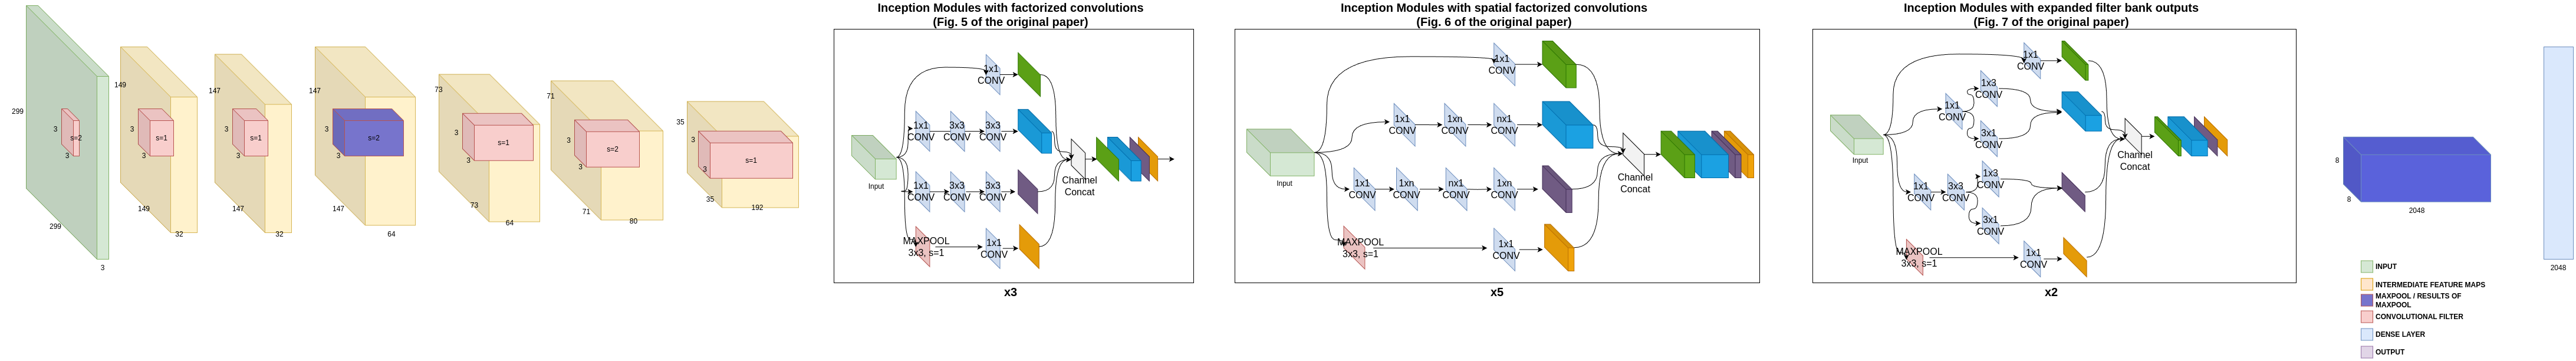 299
3
s=2
3
299
3
149
3
s=1
3
149
32
147
3
s=1
3
147
32
147
3
s=2
3
147
64
73
3
s=1
3
73
64
71
3
s=2
3
71
80
35
3
s=1
3
35
192
Inception Modules with factorized convolutions
(Fig. 5 of the original paper)
1x1
CONV
1x1
CONV
3x3
CONV
3x3
CONV
Input
1x1
CONV
3x3
CONV
3x3
CONV
Channel
Concat
MAXPOOL
3x3, s=1
1x1
CONV
x3
Inception Modules with spatial factorized convolutions
(Fig. 6 of the original paper)
1x1
CONV
1x1
CONV
1xn
CONV
nx1
CONV
Input
1x1
CONV
1xn
CONV
nx1
CONV
1xn
CONV
Channel
Concat
MAXPOOL
3x3, s=1
1x1
CONV
x5
Inception Modules with expanded filter bank outputs
(Fig. 7 of the original paper)
1x1
CONV
1x3
CONV
1x1
CONV
3x1
CONV
Input
1x3
CONV
1x1
CONV
3x3
CONV
3x1
CONV
Channel
Concat
MAXPOOL
3x3, s=1
1x1
CONV
x2
8
8
2048
2048
INPUT
INTERMEDIATE FEATURE MAPS
MAXPOOL / RESULTS OF
MAXPOOL
CONVOLUTIONAL FILTER
DENSE LAYER
OUTPUT